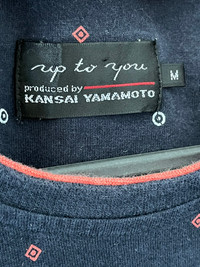 up to you
produced by
KANSAI YAMAMOTO
M